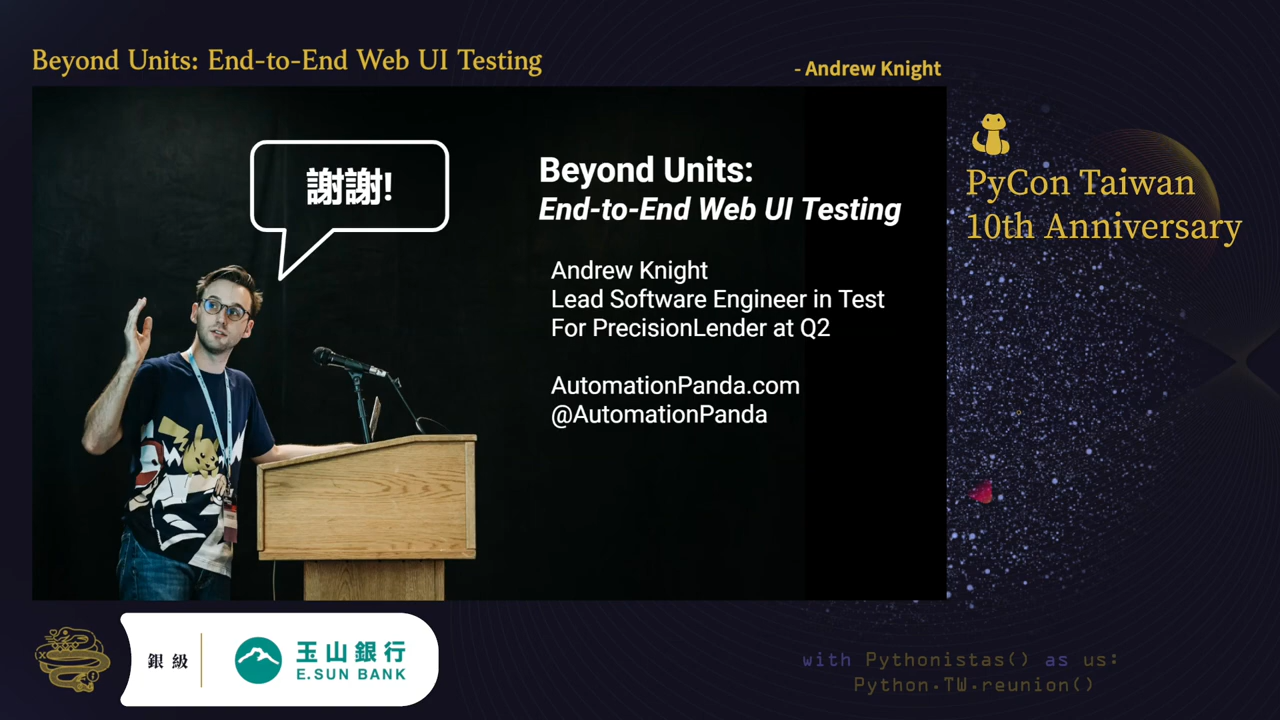 Beyond Units: End-to-End Web UI Testing
- Andrew Knight
謝謝!
Beyond Units:
End-to-End Web UI Testing
Andrew Knight
Lead Software Engineer in Test
For PrecisionLender at Q2
AutomationPanda.com
@AutomationPanda
PyCon Taiwan
10th Anniversary
銀級
玉山銀行
E.SUN BANK
with Pythonistas() as us:
Python.TW.reunion()